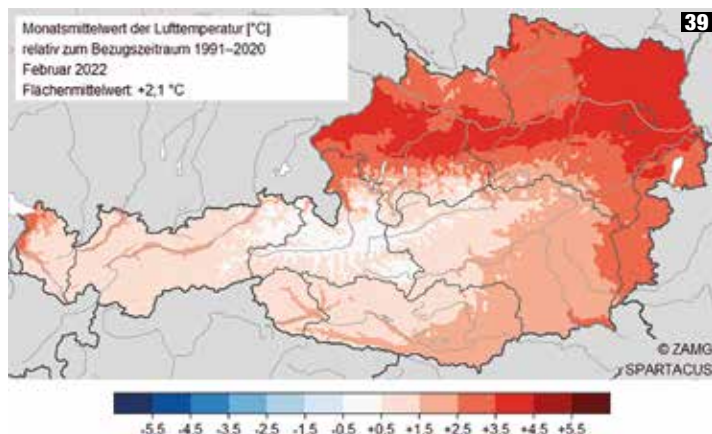 Monatsmittelwert der Lufttemperatur [°C]
relativ zum Bezugszeitraum 1991–2020
Februar 2022
Flächenmittelwert: +2,1 °C
39
© ZAMG
SPARTACUS
-5.5 -4.5 -3.5 -2.5 -1.5 -0.5 +0.5 +1.5 +2.5 +3.5 +4.5 +5.5